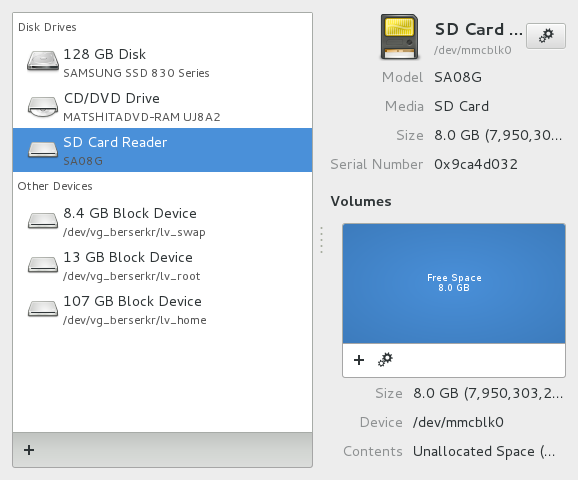 Disk Drives
128 GB Disk
SAMSUNG SSD 830 Series
CD/DVD Drive
MATSHITADVD-RAM UJ8A2
SD Card Reader
SA08G
Other Devices
8.4 GB Block Device
/dev/vg_berserkr/lv_swap
13 GB Block Device
/dev/vg_berserkr/lv_root
107 GB Block Device
/dev/vg_berserkr/lv_home
SD Card ...
/dev/mmcblk0
Model SA08G
Media SD Card
Size 8.0 GB (7,950,30...
Serial Number 0x9ca4d032
Volumes
Free Space
8.0 GB
Size 8.0 GB (7,950,303,2...
Device /dev/mmcblk0
Contents Unallocated Space (...